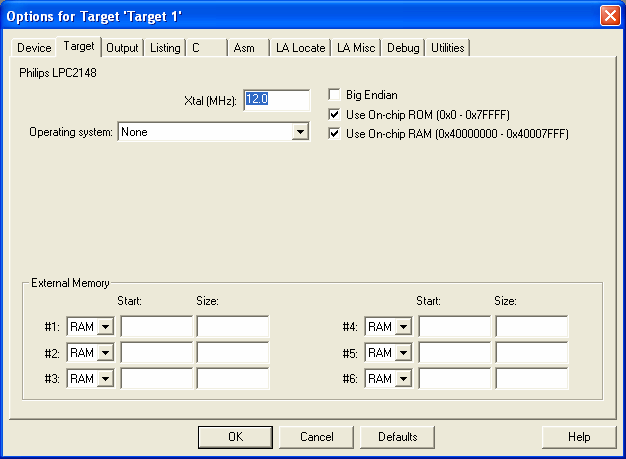 Options for Target 'Target 1'
Device Target Output Listing C Asm LA Locate LA Misc Debug Utilities
Philips LPC2148
Xtal (MHz): 12.0
Big Endian
Use On-chip ROM (0x0 - 0x7FFFF)
Operating system: None
Use On-chip RAM (0x40000000 - 0x40007FFF)
External Memory
Start: Size: Start: Size:
#1: RAM #4: RAM
#2: RAM #5: RAM
#3: RAM #6: RAM
OK Cancel Defaults Help